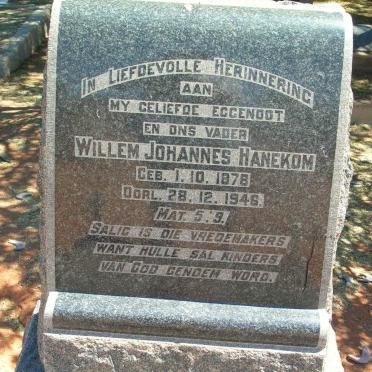 IN LIEFDEVOLLE HERINNERING
AAN
MY GELIEFDE EGGENOOT
EN ONS VADER
WILLEM JOHANNES HANEKOM
GEB. 1. 10. 1878
OORL. 28. 12. 1946.
MAT. 5. 9.
SALIG IS DIE VREDEMAKERS
WANT HULLE SAL KINDERS
VAN GOD GENOEM WORD.